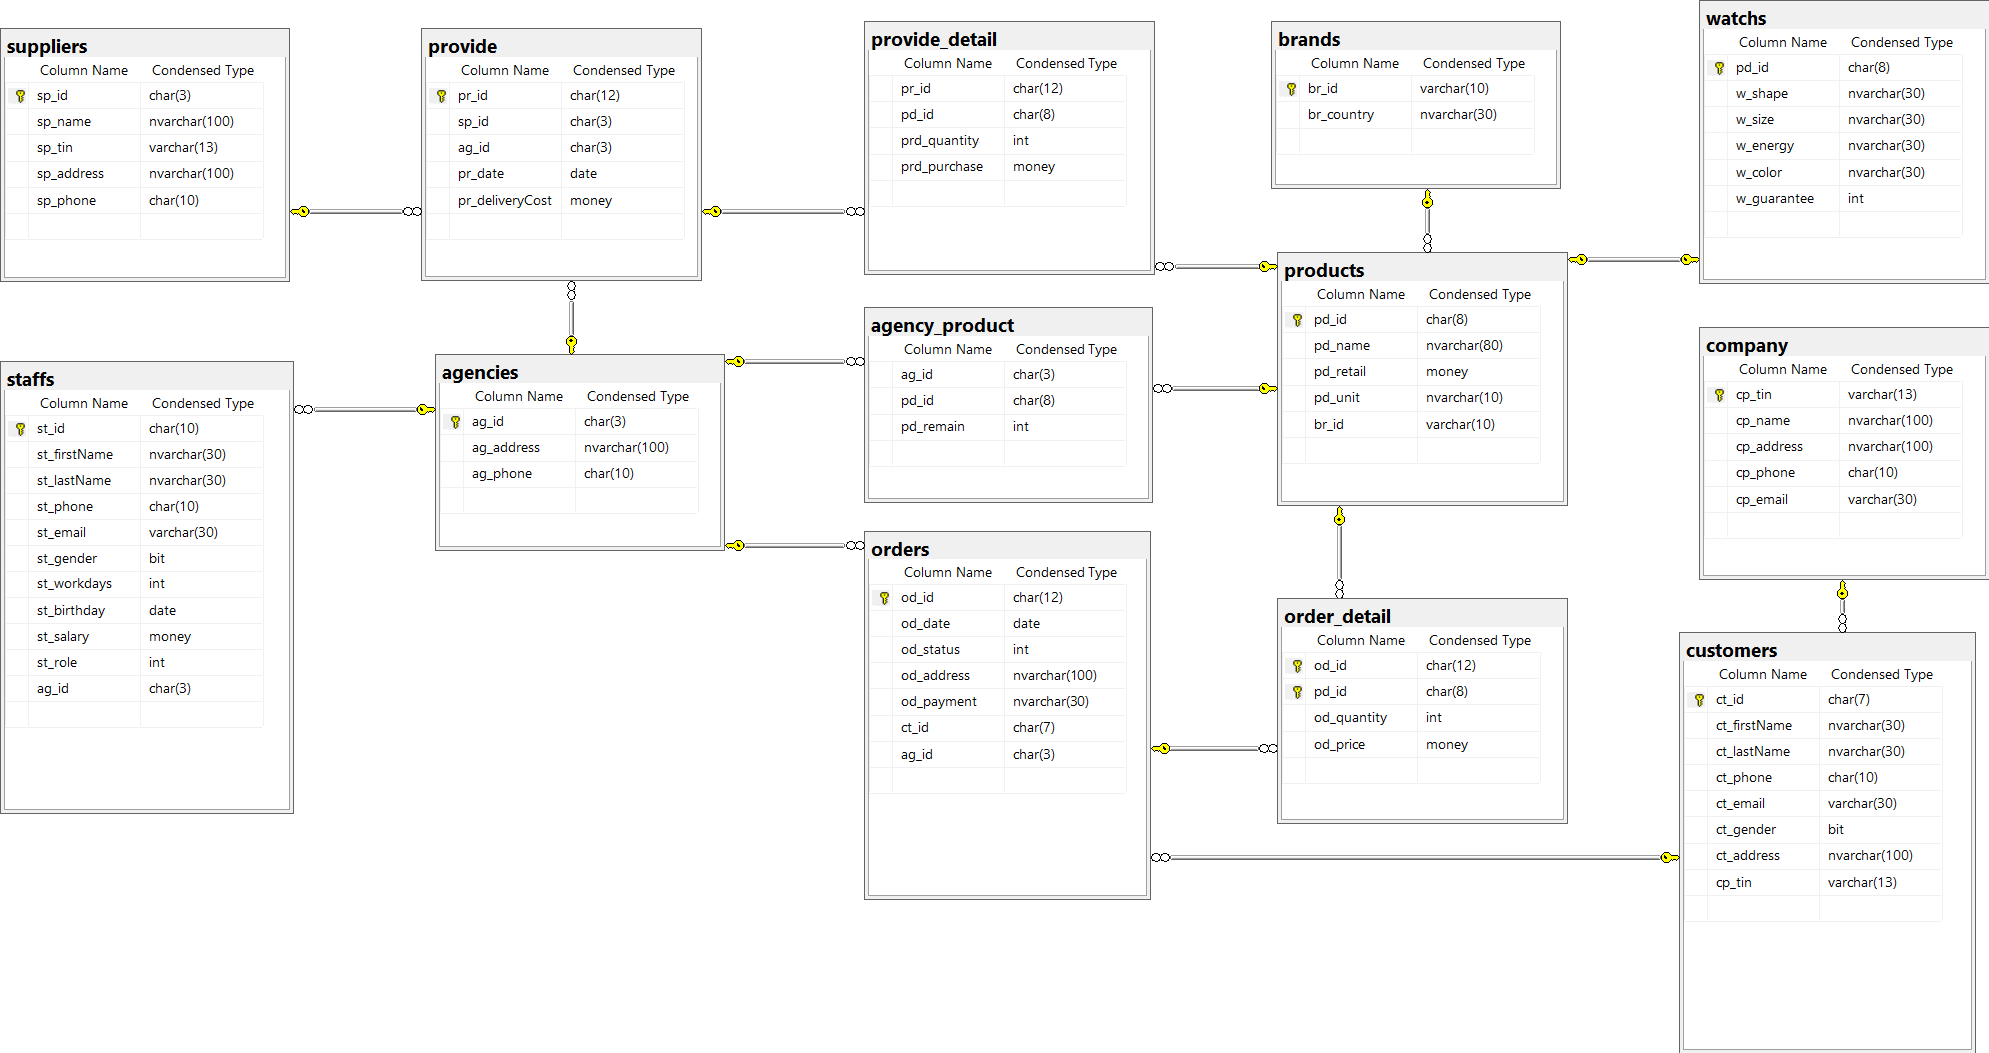 suppliers
Column Name Condensed Type
sp_id char(3)
sp_name nvarchar(100)
sp_tin varchar(13)
sp_address nvarchar(100)
sp_phone char(10)
provide
Column Name Condensed Type
pr_id char(12)
sp_id char(3)
ag_id char(3)
pr_date date
pr_deliveryCost money
provide_detail
Column Name Condensed Type
pr_id char(12)
pd_id char(8)
prd_quantity int
prd_purchase money
brands
Column Name Condensed Type
br_id varchar(10)
br_country nvarchar(30)
watchs
Column Name Condensed Type
pd_id char(8)
w_shape nvarchar(30)
w_size nvarchar(30)
w_energy nvarchar(30)
w_color nvarchar(30)
w_guarantee int
staffs
Column Name Condensed Type
st_id char(10)
st_firstName nvarchar(30)
st_lastName nvarchar(30)
st_phone char(10)
st_email varchar(30)
st_gender bit
st_workdays int
st_birthday date
st_salary money
st_role int
ag_id char(3)
agencies
Column Name Condensed Type
ag_id char(3)
ag_address nvarchar(100)
ag_phone char(10)
agency_product
Column Name Condensed Type
ag_id char(3)
pd_id char(8)
pd_remain int
products
Column Name Condensed Type
pd_id char(8)
pd_name nvarchar(80)
pd_retail money
pd_unit nvarchar(10)
br_id varchar(10)
company
Column Name Condensed Type
cp_tin varchar(13)
cp_name nvarchar(100)
cp_address nvarchar(100)
cp_phone char(10)
cp_email varchar(30)
orders
Column Name Condensed Type
od_id char(12)
od_date date
od_status int
od_address nvarchar(100)
od_payment nvarchar(30)
ct_id char(7)
ag_id char(3)
order_detail
Column Name Condensed Type
od_id char(12)
pd_id char(8)
od_quantity int
od_price money
customers
Column Name Condensed Type
ct_id char(7)
ct_firstName nvarchar(30)
ct_lastName nvarchar(30)
ct_phone char(10)
ct_email varchar(30)
ct_gender bit
ct_address nvarchar(100)
cp_tin varchar(13)